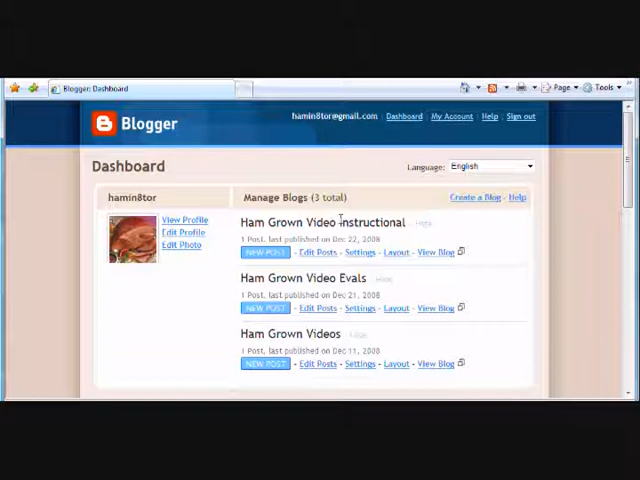 Blogger: Dashboard
Page
Tools
Blogger
hamin8tor@gmail.com | Dashboard | My Account | Help | Sign out
Dashboard
Language: English
hamin8tor
Manage Blogs (3 total)
Create a Blog - Help
View Profile
Edit Profile
Edit Photo
Ham Grown Video Instructional
1 Post, last published on Dec 22, 2008
NEW POST - Edit Posts - Settings - Layout - View Blog
Ham Grown Video Evals
1 Post, last published on Dec 21, 2008
NEW POST - Edit Posts - Settings - Layout - View Blog
Ham Grown Videos
1 Post, last published on Dec 11, 2008
NEW POST - Edit Posts - Settings - Layout - View Blog